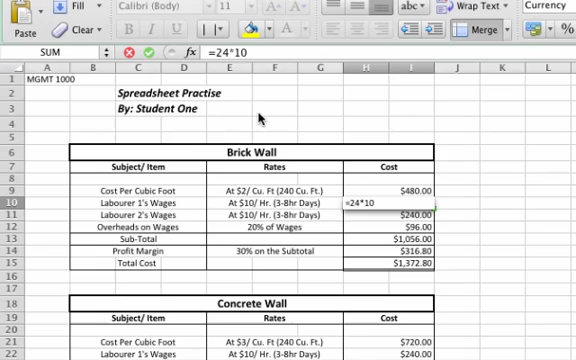 Fill Calibri (Body) 11 abc Wrap Text Currency
Paste Clear B I U A Merge %
SUM fx =24*10
A B C D E F G H I J K L
1 MGMT 1000
2 Spreadsheet Practise
3 By: Student One
4
5
6 Brick Wall
7 Subject/ Item Rates Cost
8
9 Cost Per Cubic Foot At $2/ Cu. Ft (240 Cu. Ft.) $480.00
10 Labourer 1's Wages At $10/ Hr. (3-8hr Days) =24*10
11 Labourer 2's Wages At $10/ Hr. (3-8hr Days) $240.00
12 Overheads on Wages 20% of Wages $96.00
13 Sub-Total $1,056.00
14 Profit Margin 30% on the Subtotal $316.80
15 Total Cost $1,372.80
16
17
18 Concrete Wall
19 Subject/ Item Rates Cost
20
21 Cost Per Cubic Foot At $3/ Cu. Ft (240 Cu. Ft.) $720.00
22 Labourer 1's Wages At $10/ Hr. (3-8hr Days) $240.00